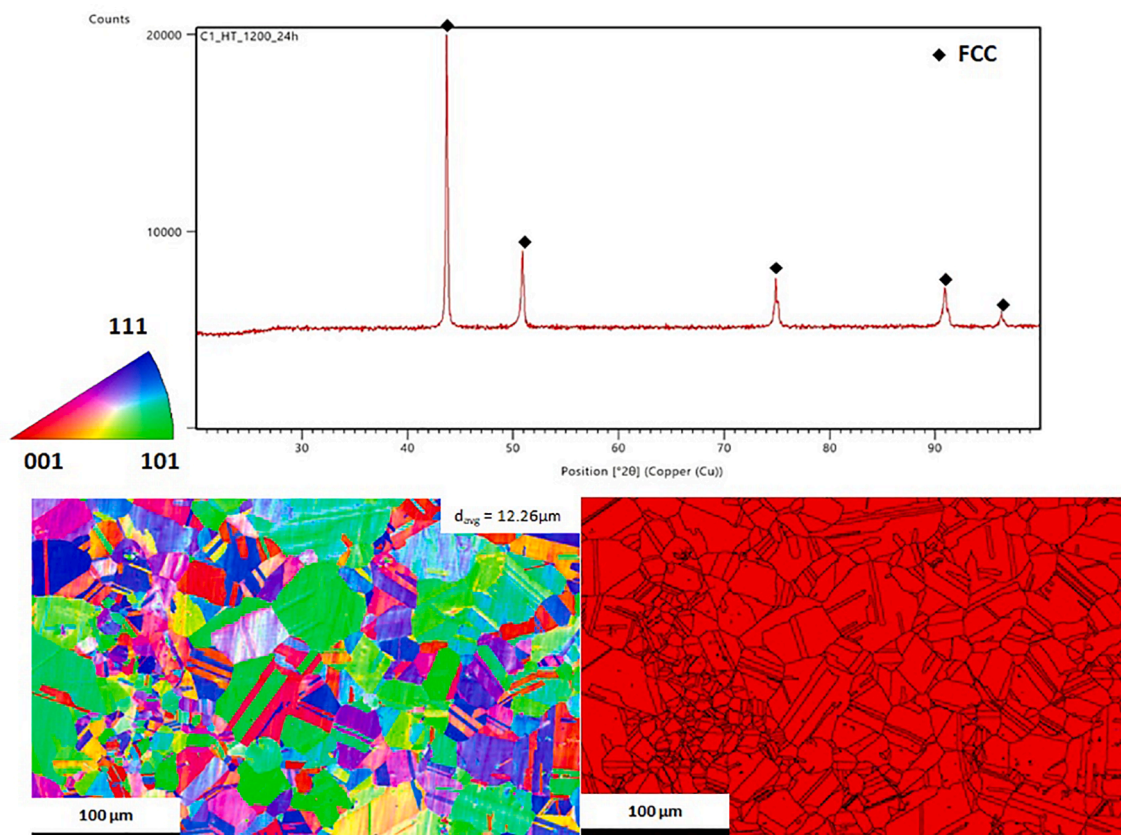 Counts
20000
C1_HT_1200_24h
◆ FCC
10000
111
001 101
30 40 50 60 70 80 90
Position [°2θ] (Copper (Cu))
davg = 12.26µm
100 µm
100 µm